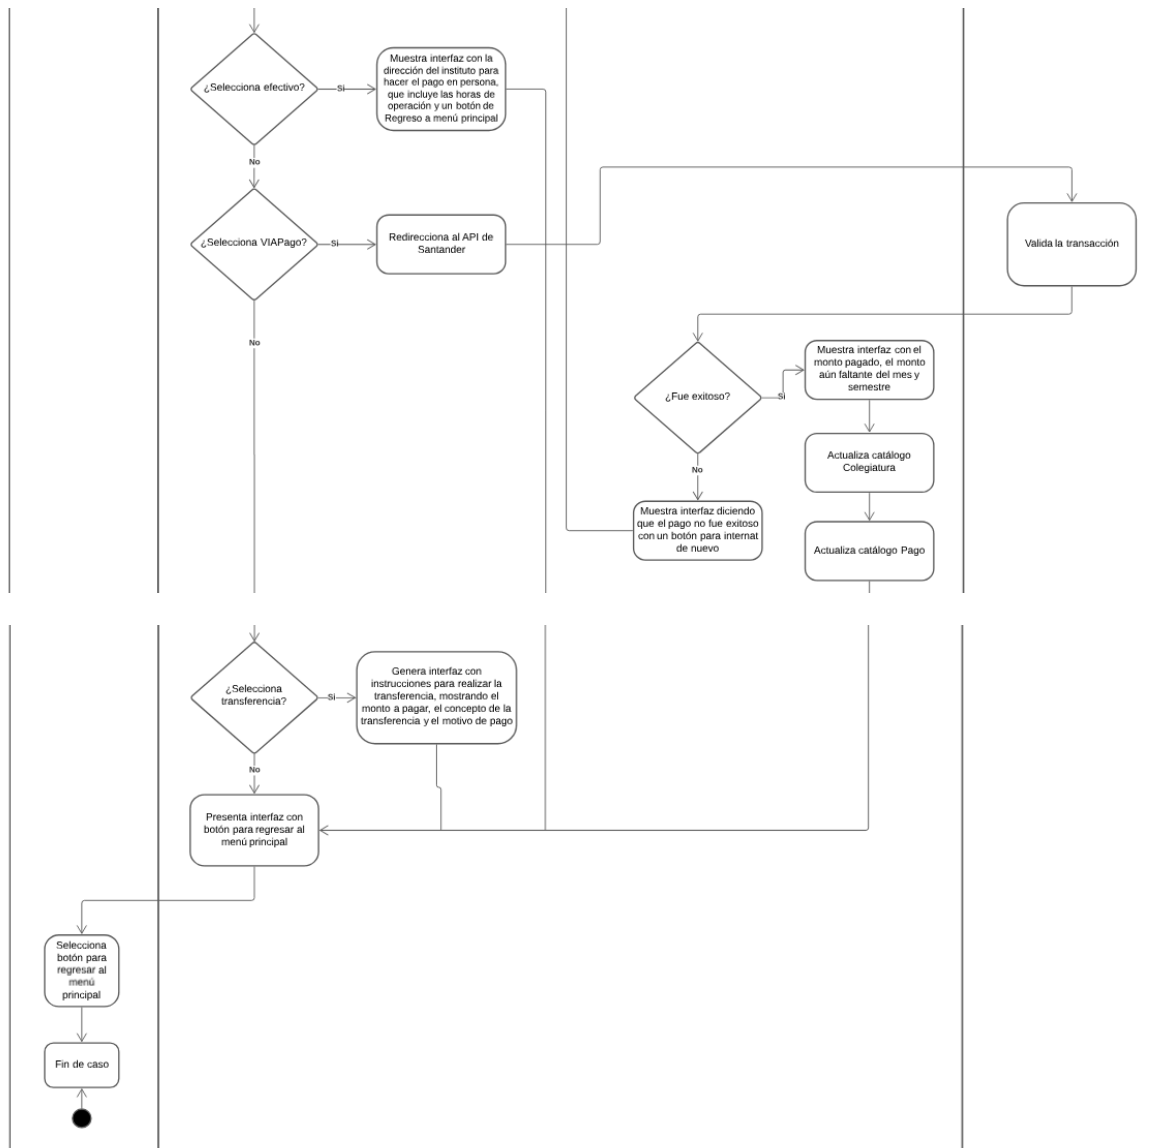 ¿Selecciona efectivo?
Si
Muestra interfaz con la
dirección del instituto para
hacer el pago en persona,
que incluye las horas de
operación y un botón de
Regreso a menú principal
No
¿Selecciona VIAPago?
Si
Redirecciona al API de
Santander
Valida la transacción
No
¿Fue exitoso?
Si
Muestra interfaz con el
monto pagado, el monto
aún faltante del mes y
semestre
Actualiza catálogo
Colegiatura
No
Muestra interfaz diciendo
que el pago no fue exitoso
con un botón para internat
de nuevo
Actualiza catálogo Pago
¿Selecciona
transferencia?
Si
Genera interfaz con
instrucciones para realizar la
transferencia, mostrando el
monto a pagar, el concepto de la
transferencia y el motivo de pago
No
Presenta interfaz con
botón para regresar al
menú principal
Selecciona
botón para
regresar al
menú
principal
Fin de caso